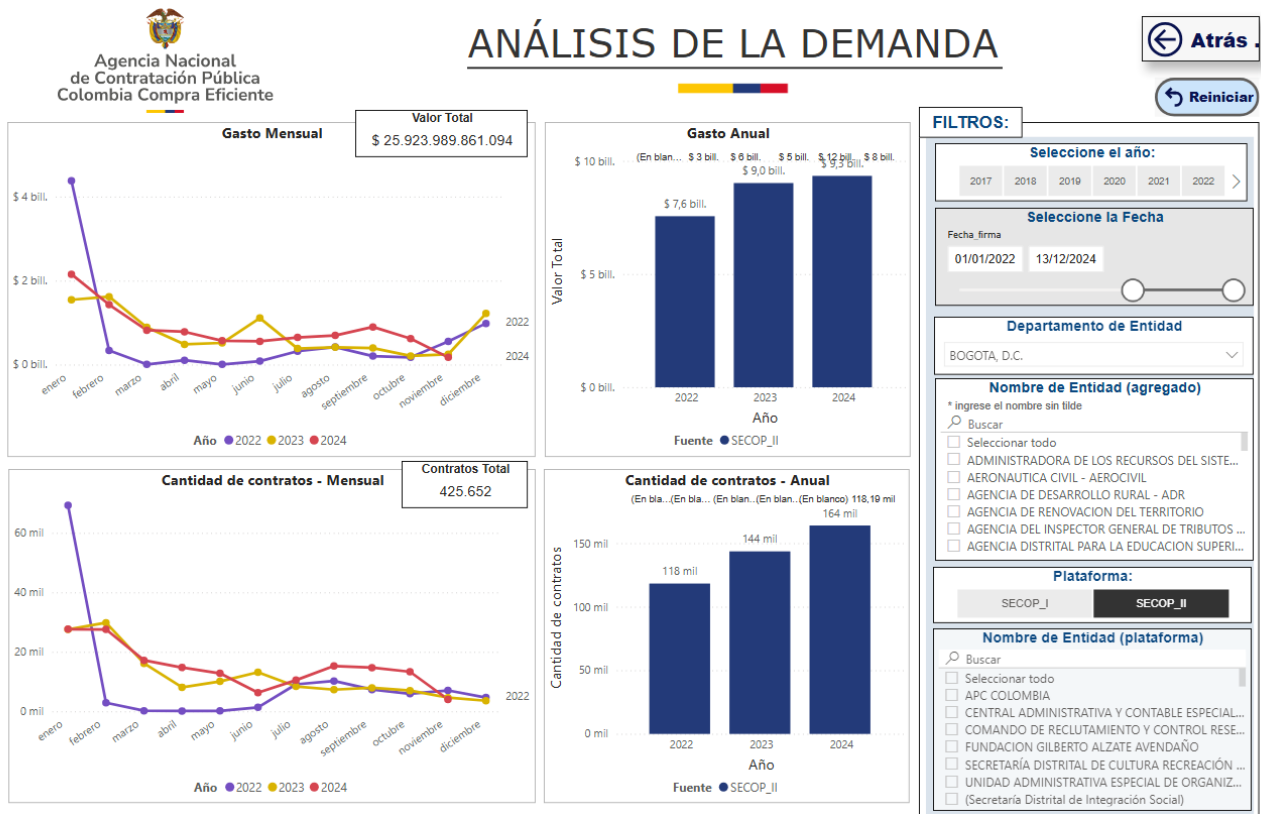 Agencia Nacional
de Contratación Pública
Colombia Compra Eficiente
ANÁLISIS DE LA DEMANDA
Atrás .
Reiniciar
Gasto Mensual
Valor Total
$ 25.923.989.861.094
$ 4 bill.
$ 2 bill.
$ 0 bill.
2022
2024
enero
febrero
marzo
abril
mayo
junio
julio
agosto
septiembre
octubre
noviembre
diciembre
Año 2022 2023 2024
Gasto Anual
(En blan... $ 3 bill. $ 6 bill. $ 5 bill. $ 12 bill. $ 8 bill.
$ 10 bill.
$ 5 bill.
$ 0 bill.
Valor Total
$ 7,6 bill.
$ 9,0 bill.
$ 9,3 bill.
2022 2023 2024
Año
Fuente SECOP_II
Cantidad de contratos - Mensual
Contratos Total
425.652
60 mil
40 mil
20 mil
0 mil
2022
enero
febrero
marzo
abril
mayo
junio
julio
agosto
septiembre
octubre
noviembre
diciembre
Año 2022 2023 2024
Cantidad de contratos - Anual
(En bla...(En bla... (En blan..(En blan..(En blanco) 118,19 mil
150 mil
100 mil
50 mil
0 mil
Cantidad de contratos
118 mil
144 mil
164 mil
2022 2023 2024
Año
Fuente SECOP_II
FILTROS:
Seleccione el año:
2017 2018 2019 2020 2021 2022
Seleccione la Fecha
Fecha_firma
01/01/2022 13/12/2024
Departamento de Entidad
BOGOTA, D.C.
Nombre de Entidad (agregado)
* ingrese el nombre sin tilde
Buscar
Seleccionar todo
ADMINISTRADORA DE LOS RECURSOS DEL SISTE...
AERONAUTICA CIVIL - AEROCIVIL
AGENCIA DE DESARROLLO RURAL - ADR
AGENCIA DE RENOVACION DEL TERRITORIO
AGENCIA DEL INSPECTOR GENERAL DE TRIBUTOS ...
AGENCIA DISTRITAL PARA LA EDUCACION SUPERI...
Plataforma:
SECOP_I SECOP_II
Nombre de Entidad (plataforma)
Buscar
Seleccionar todo
APC COLOMBIA
CENTRAL ADMINISTRATIVA Y CONTABLE ESPECIAL...
COMANDO DE RECLUTAMIENTO Y CONTROL RESE...
FUNDACION GILBERTO ALZATE AVENDAÑO
SECRETARÍA DISTRITAL DE CULTURA RECREACIÓN ...
UNIDAD ADMINISTRATIVA ESPECIAL DE ORGANIZ...
(Secretaría Distrital de Integración Social)